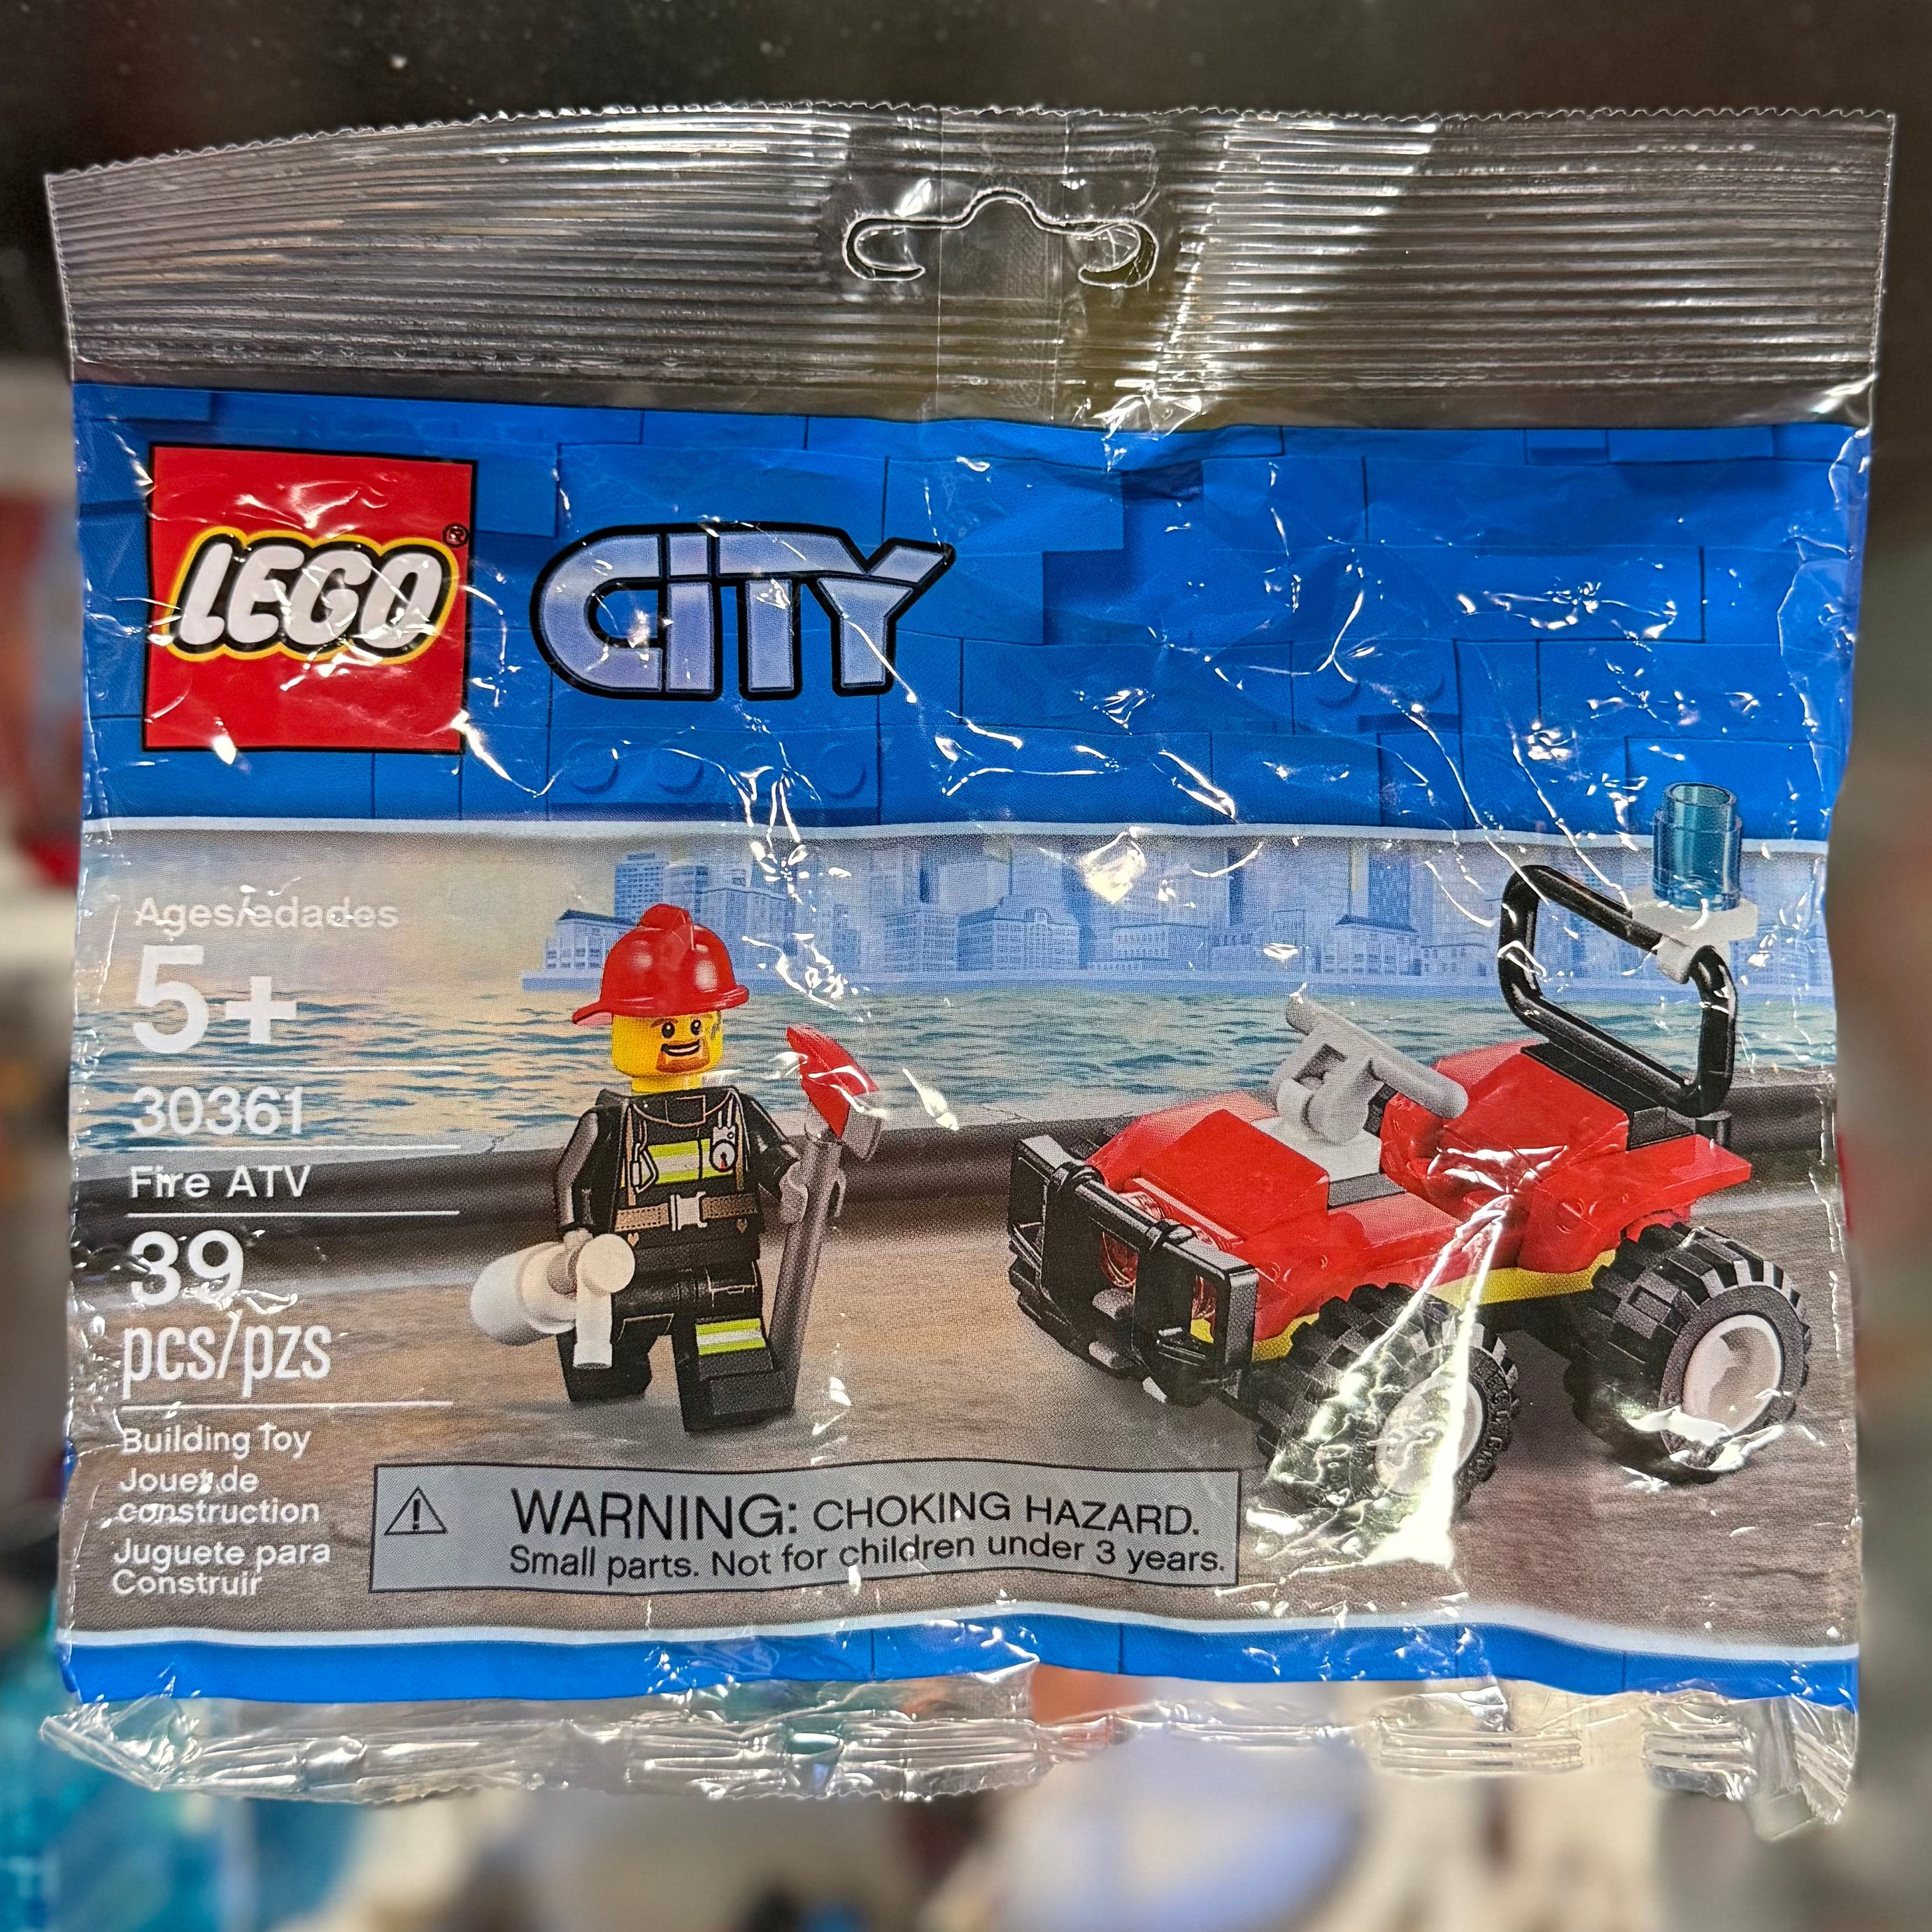 LEGO®
CITY
Ages/edades
5+
30361
Fire ATV
39
pcs/pzs
Building Toy
Jouet de
construction
Juguete para
Construir
WARNING: CHOKING HAZARD.
Small parts. Not for children under 3 years.